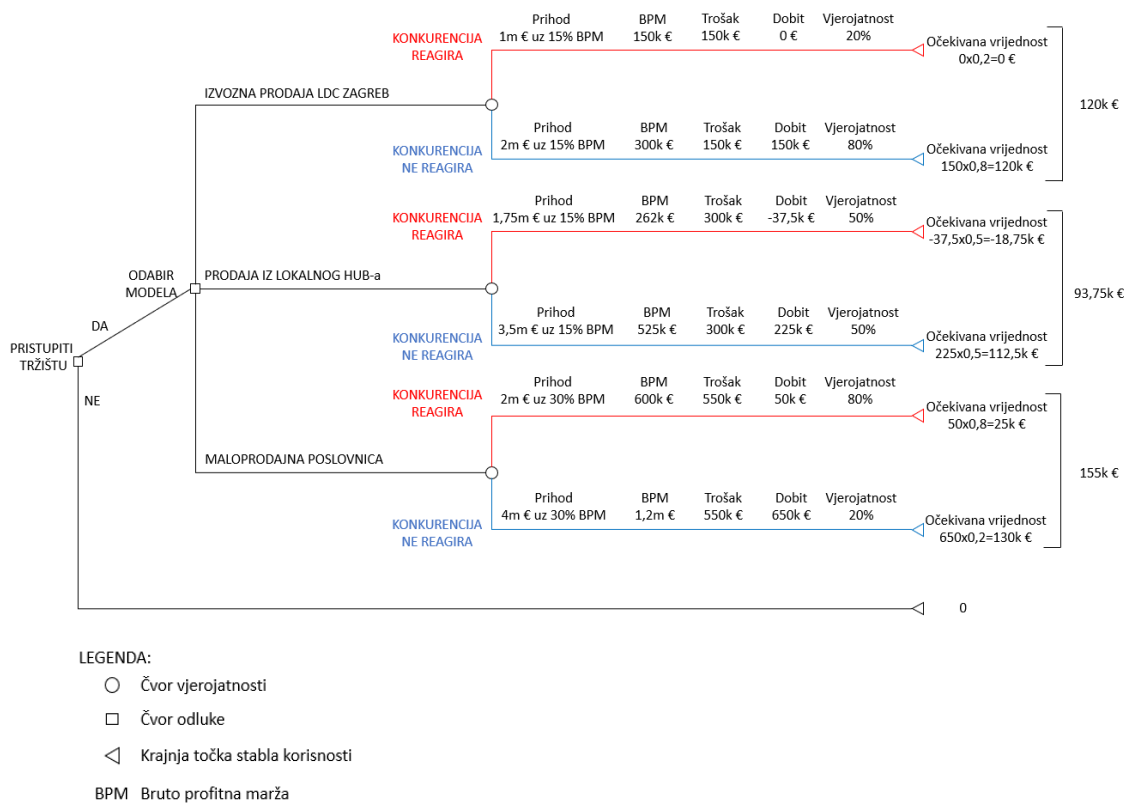 Prihod BPM Trošak Dobit Vjerojatnost
1m € uz 15% BPM 150k € 150k € 0 € 20%
KONKURENCIJA
REAGIRA
Očekivana vrijednost
0x0,2=0 €
IZVOZNA PRODAJA LDC ZAGREB
120k €
Prihod BPM Trošak Dobit Vjerojatnost
2m € uz 15% BPM 300k € 150k € 150k € 80%
KONKURENCIJA
NE REAGIRA
Očekivana vrijednost
150x0,8=120k €
Prihod BPM Trošak Dobit Vjerojatnost
1,75m € uz 15% BPM 262k € 300k € -37,5k € 50%
KONKURENCIJA
REAGIRA
Očekivana vrijednost
-37,5x0,5=-18,75k €
ODABIR
MODELA
PRODAJA IZ LOKALNOG HUB-a
93,75k €
Prihod BPM Trošak Dobit Vjerojatnost
3,5m € uz 15% BPM 525k € 300k € 225k € 50%
KONKURENCIJA
NE REAGIRA
Očekivana vrijednost
225x0,5=112,5k €
DA
PRISTUPITI
TRŽIŠTU
NE
Prihod BPM Trošak Dobit Vjerojatnost
2m € uz 30% BPM 600k € 550k € 50k € 80%
KONKURENCIJA
REAGIRA
Očekivana vrijednost
50x0,8=25k €
MALOPRODAJNA POSLOVNICA
155k €
Prihod BPM Trošak Dobit Vjerojatnost
4m € uz 30% BPM 1,2m € 550k € 650k € 20%
KONKURENCIJA
NE REAGIRA
Očekivana vrijednost
650x0,2=130k €
0
LEGENDA:
Čvor vjerojatnosti
Čvor odluke
Krajnja točka stabla korisnosti
BPM Bruto profitna marža